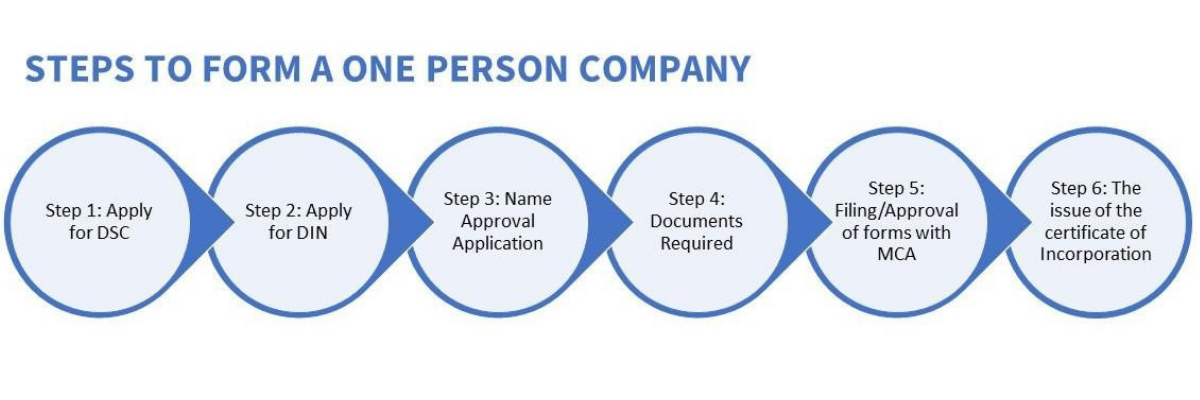 STEPS TO FORM A ONE PERSON COMPANY
Step 1: Apply
for DSC
Step 2: Apply
for DIN
Step 3: Name
Approval
Application
Step 4:
Documents
Required
Step 5:
Filing/Approval
of forms with
MCA
Step 6: The
issue of the
certificate of
Incorporation